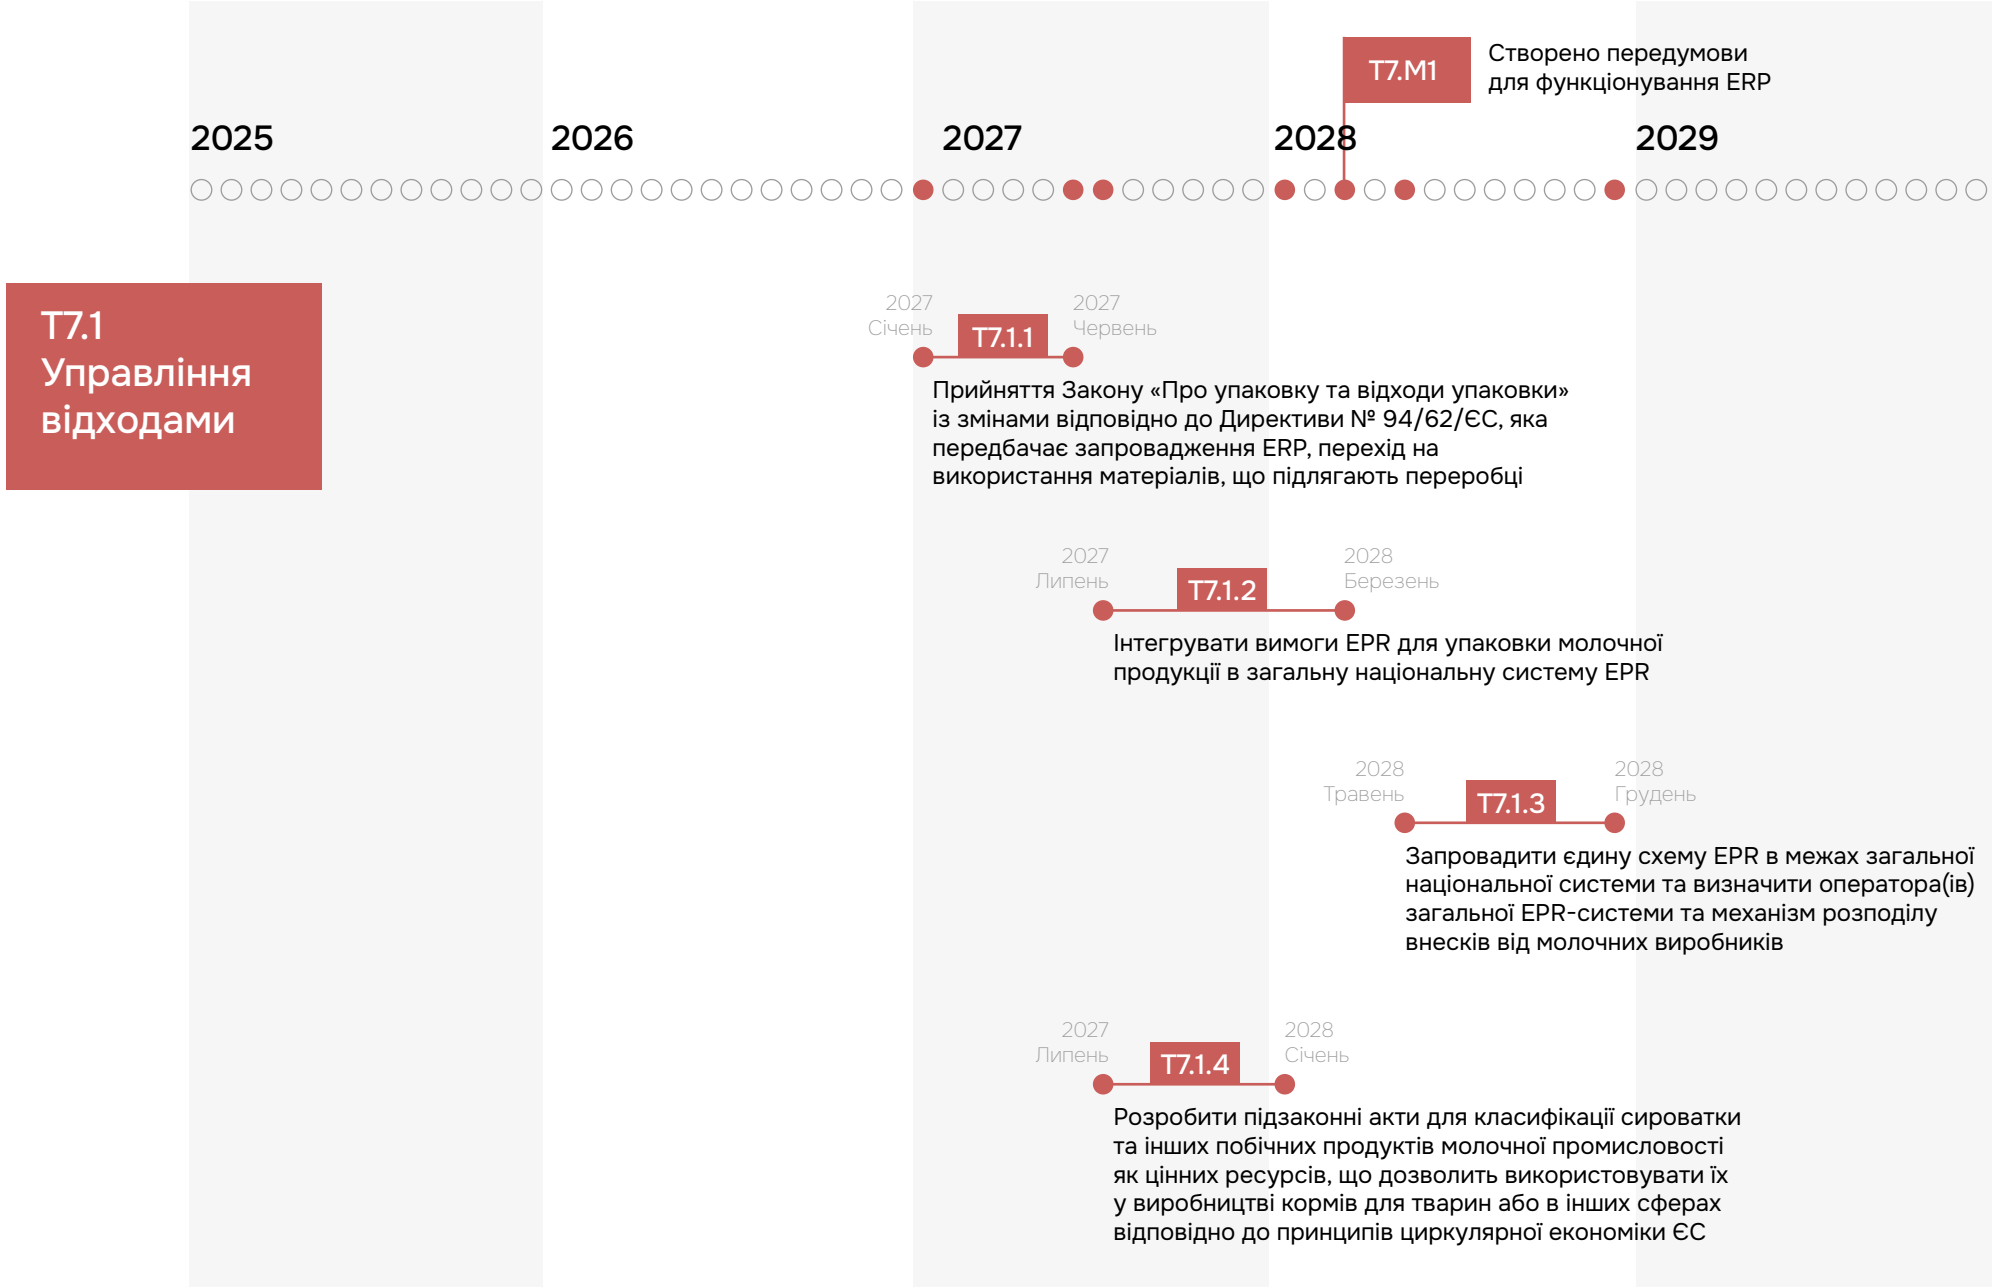 T7.M1
Створено передумови
для функціонування ERP
2025
2026
2027
2028
2029
T7.1
Управління
відходами
2027
Січень
T7.1.1
2027
Червень
Прийняття Закону «Про упаковку та відходи упаковки»
із змінами відповідно до Директиви № 94/62/ЄС, яка
передбачає запровадження ERP, перехід на
використання матеріалів, що підлягають переробці
2027
Липень
T7.1.2
2028
Березень
Інтегрувати вимоги EPR для упаковки молочної
продукції в загальну національну систему EPR
2028
Травень
T7.1.3
2028
Грудень
Запровадити єдину схему EPR в межах загальної
національної системи та визначити оператора(ів)
загальної EPR-системи та механізм розподілу
внесків від молочних виробників
2027
Липень
T7.1.4
2028
Січень
Розробити підзаконні акти для класифікації сироватки
та інших побічних продуктів молочної промисловості
як цінних ресурсів, що дозволить використовувати їх
у виробництві кормів для тварин або в інших сферах
відповідно до принципів циркулярної економіки ЄС